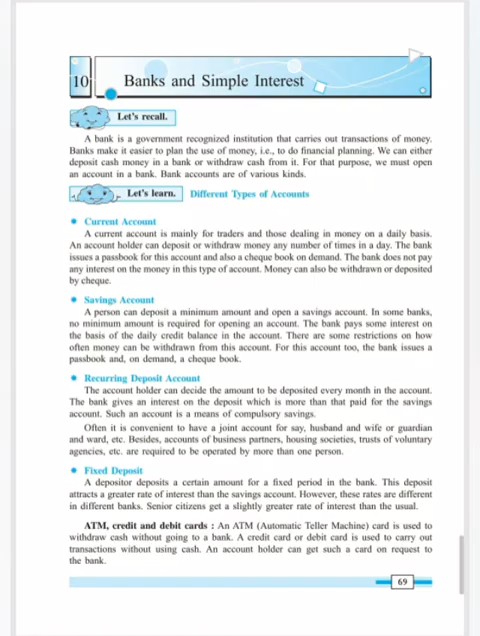 10
Banks and Simple Interest
Let's recall.
A bank is a government recognized institution that carries out transactions of money.
Banks make it easier to plan the use of money, i.e., to do financial planning. We can either
deposit cash money in a bank or withdraw cash from it. For that purpose, we must open
an account in a bank. Bank accounts are of various kinds.
Let's learn. Different Types of Accounts
* Current Account
A current account is mainly for traders and those dealing in money on a daily basis.
An account holder can deposit or withdraw money any number of times in a day. The bank
issues a passbook for this account and also a cheque book on demand. The bank does not pay
any interest on the money in this type of account. Money can also be withdrawn or deposited
by cheque.
* Savings Account
A person can deposit a minimum amount and open a savings account. In some banks,
no minimum amount is required for opening an account. The bank pays some interest on
the basis of the daily credit balance in the account. There are some restrictions on how
often money can be withdrawn from this account. For this account too, the bank issues a
passbook and, on demand, a cheque book.
* Recurring Deposit Account
The account holder can decide the amount to be deposited every month in the account.
The bank gives an interest on the deposit which is more than that paid for the savings
account. Such an account is a means of compulsory savings.
Often it is convenient to have a joint account for say, husband and wife or guardian
and ward, etc. Besides, accounts of business partners, housing societies, trusts of voluntary
agencies, etc. are required to be operated by more than one person.
* Fixed Deposit
A depositor deposits a certain amount for a fixed period in the bank. This deposit
attracts a greater rate of interest than the savings account. However, these rates are different
in different banks. Senior citizens get a slightly greater rate of interest than the usual.
ATM, credit and debit cards : An ATM (Automatic Teller Machine) card is used to
withdraw cash without going to a bank. A credit card or debit card is used to carry out
transactions without using cash. An account holder can get such a card on request to
the bank.
69